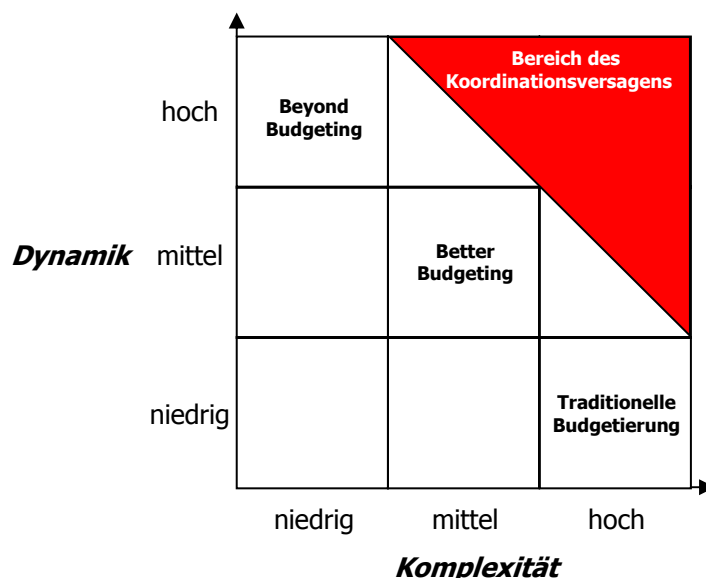 Bereich des
Koordinationsversagens
hoch
Beyond
Budgeting
Dynamik
mittel
Better
Budgeting
niedrig
Traditionelle
Budgetierung
niedrig
mittel
hoch
Komplexität